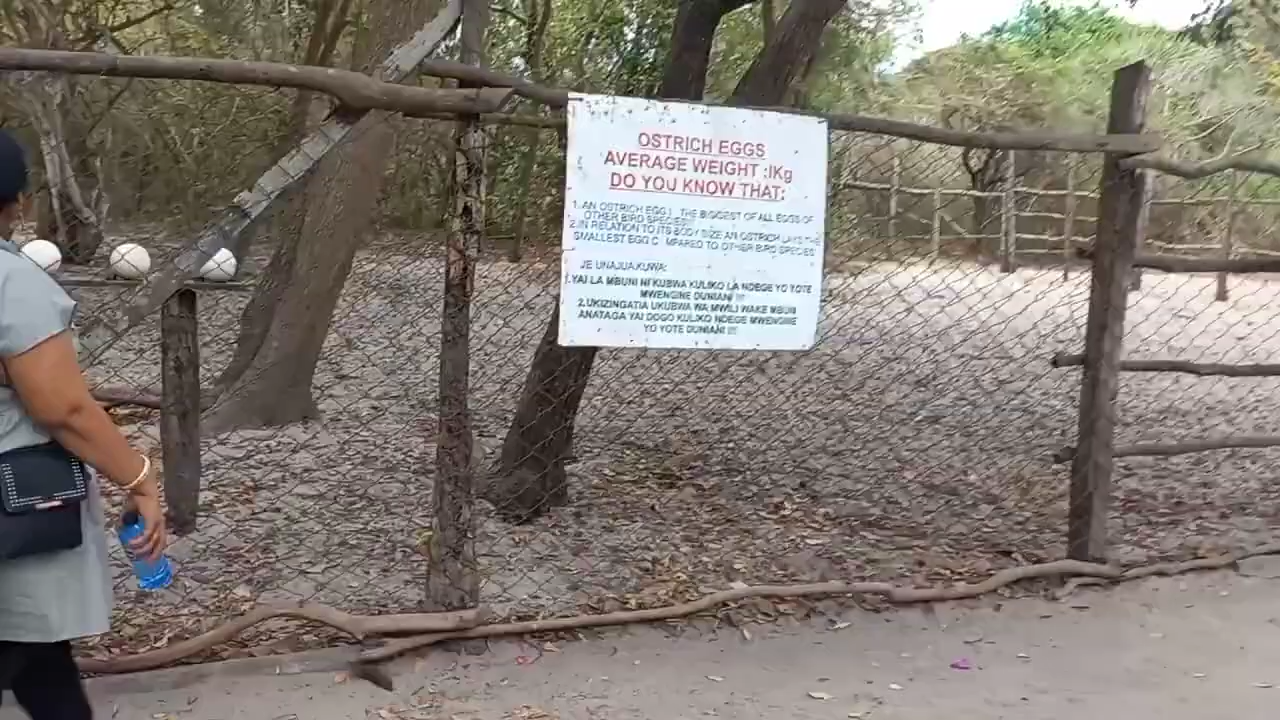 OSTRICH EGGS
AVERAGE WEIGHT :1Kg
DO YOU KNOW THAT:
1. AN OSTRICH EGG THE BIGGEST OF ALL EGGS OF
OTHER BIRD SPECIES
2.IN RELATION TO ITS BODY SIZE AN OSTRICH LAYS THE
SMALLEST EGG C MPARED TO OTHER BIRD SPECIES
JE UNAJUA KUWA:
1.YAI LA MBUNI NI KUBWA KULIKO LA NDEGE YO YOTE
MWENGINE DUNIANI !!!
2.UKIZINGATIA UKUBWA WA MWILI WAKE MBUNI
ANATAGA YAI DOGO KULIKO NDEGE MWENGINE
YO YOTE DUNIANI !!!